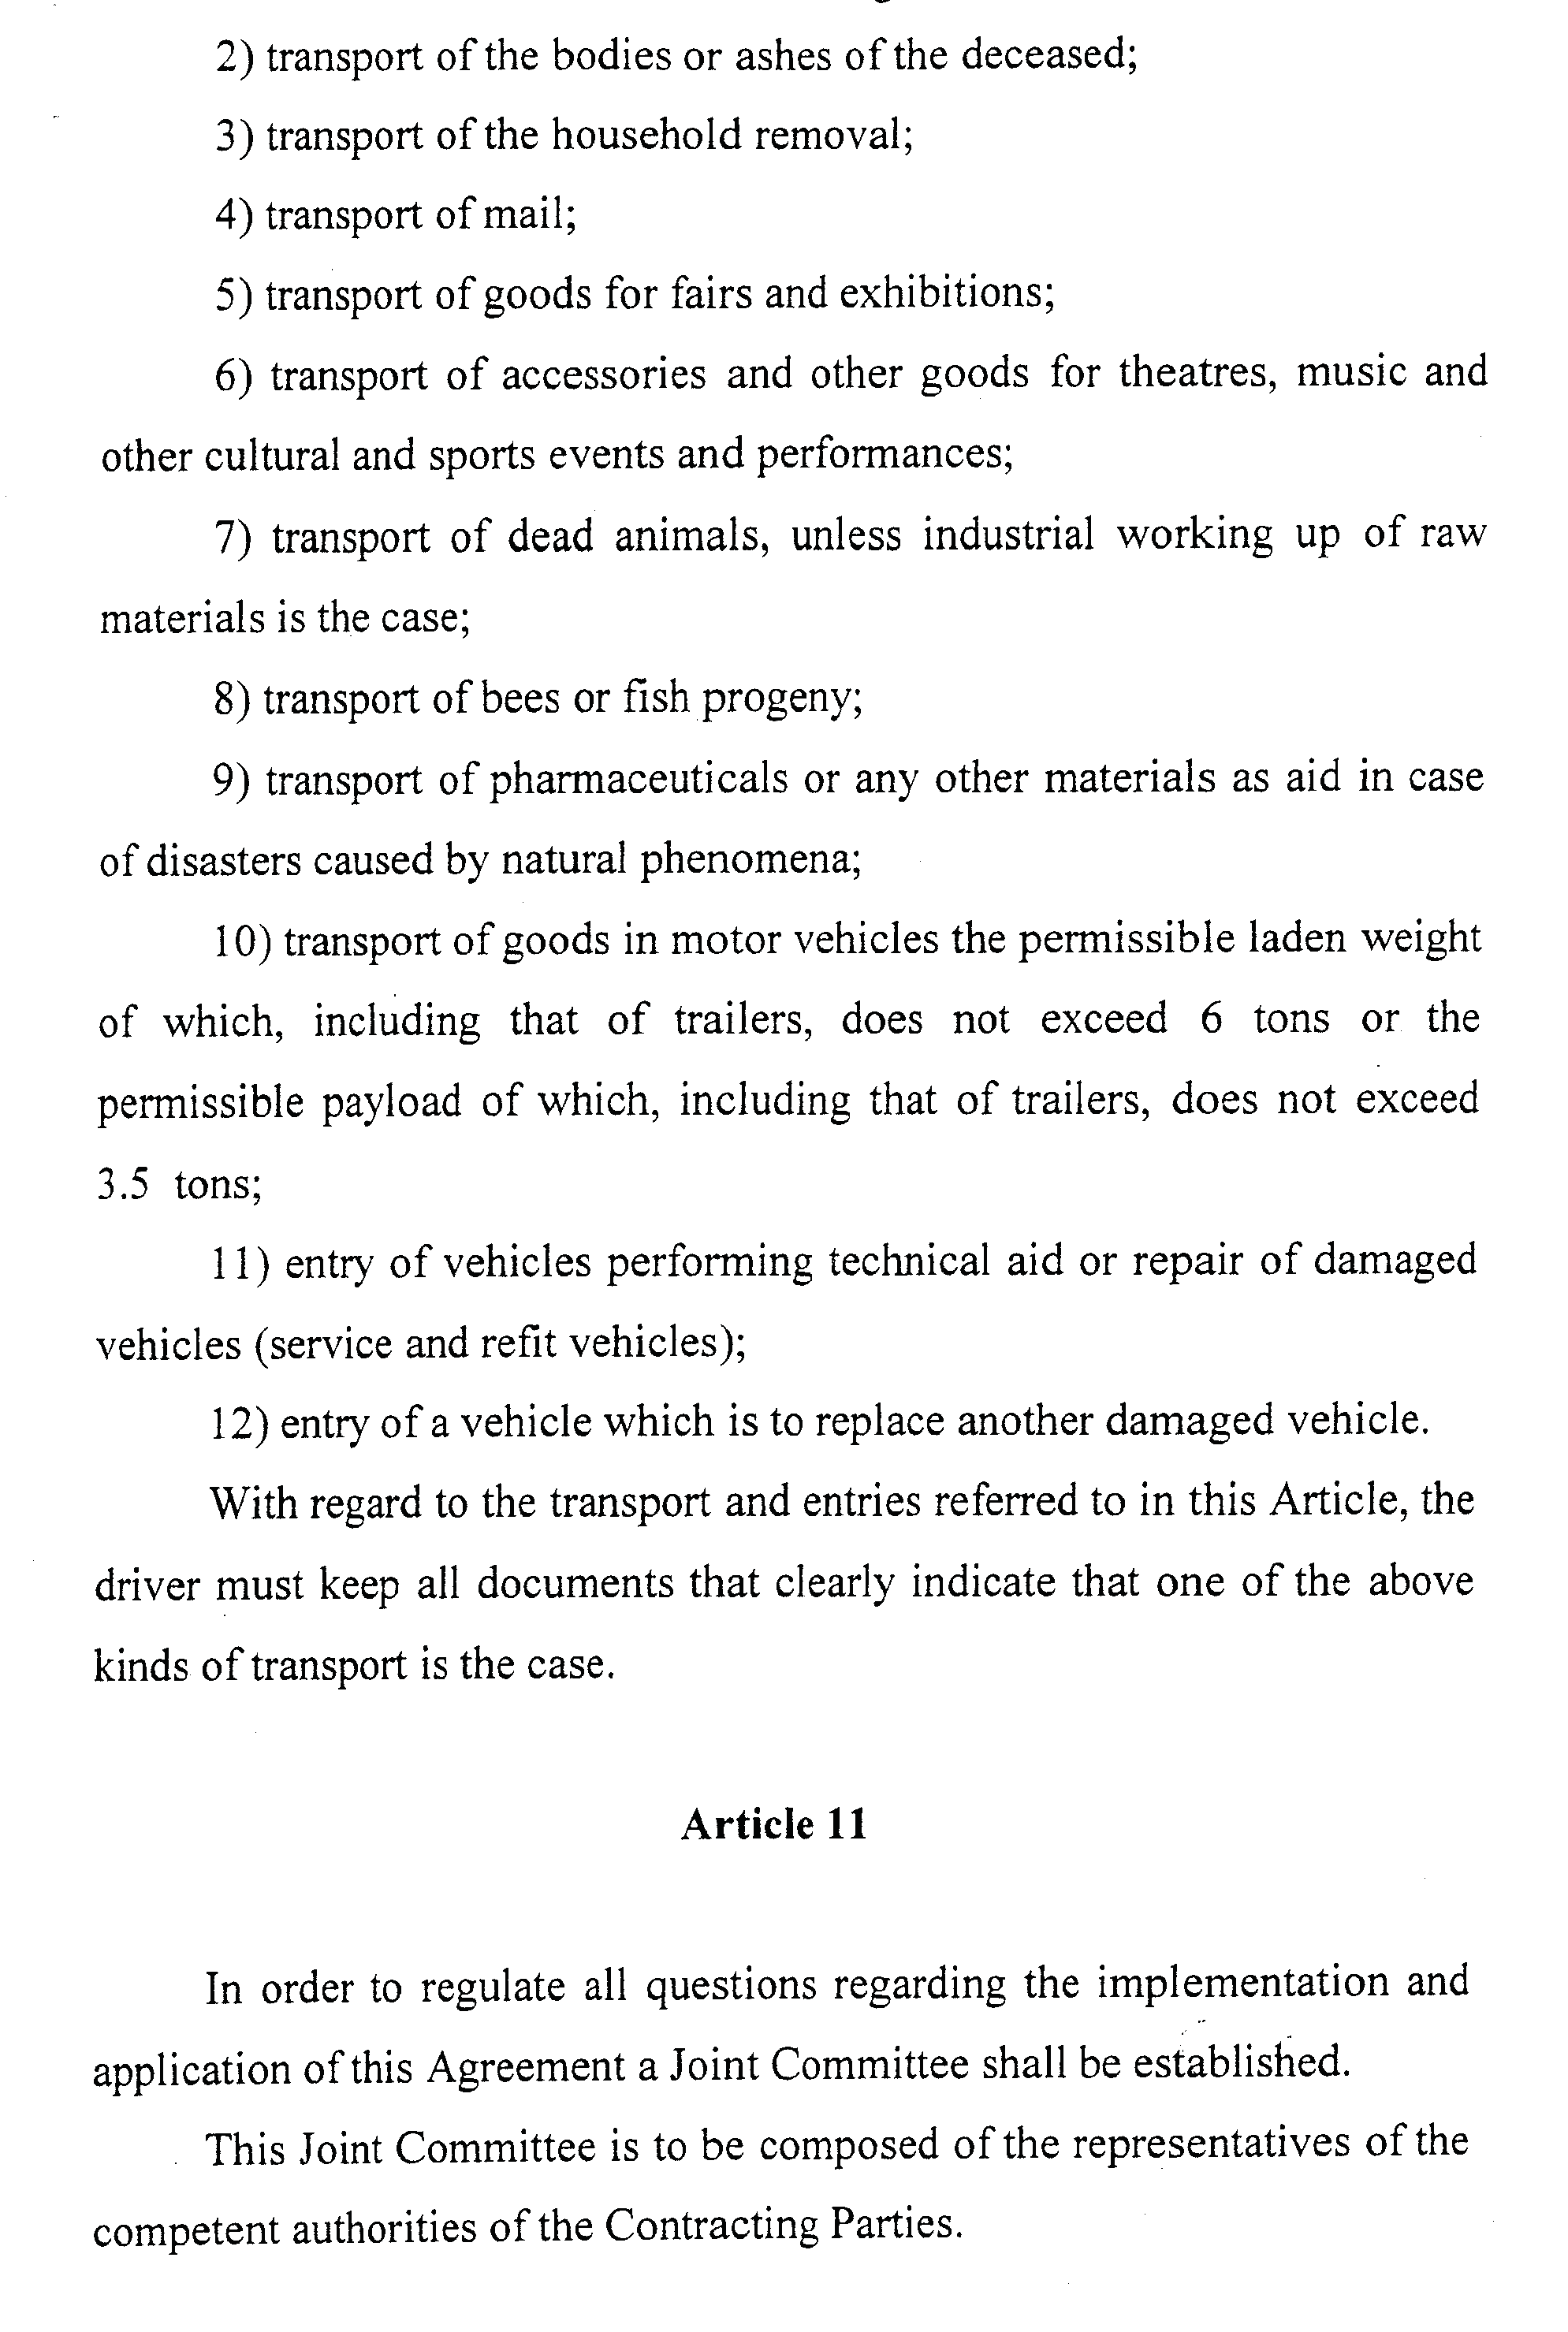 2) transport of the bodies or ashes of the deceased;
3) transport of the household removal;
4) transport of mail;
5) transport of goods for fairs and exhibitions;
6) transport of accessories and other goods for theatres, music and
other cultural and sports events and performances;
7) transport of dead animals, unless industrial working up of raw
materials is the case;
8) transport of bees or fish progeny;
9) transport of pharmaceuticals or any other materials as aid in case
of disasters caused by natural phenomena;
10) transport of goods in motor vehicles the permissible laden weight
of which, including that of trailers, does not exceed 6 tons or the
permissible payload of which, including that of trailers, does not exceed
3.5 tons;
11) entry of vehicles performing technical aid or repair of damaged
vehicles (service and refit vehicles);
12) entry of a vehicle which is to replace another damaged vehicle.
With regard to the transport and entries referred to in this Article, the
driver must keep all documents that clearly indicate that one of the above
kinds of transport is the case.
Article 11
In order to regulate all questions regarding the implementation and
application of this Agreement a Joint Committee shall be established.
This Joint Committee is to be composed of the representatives of the
competent authorities of the Contracting Parties.